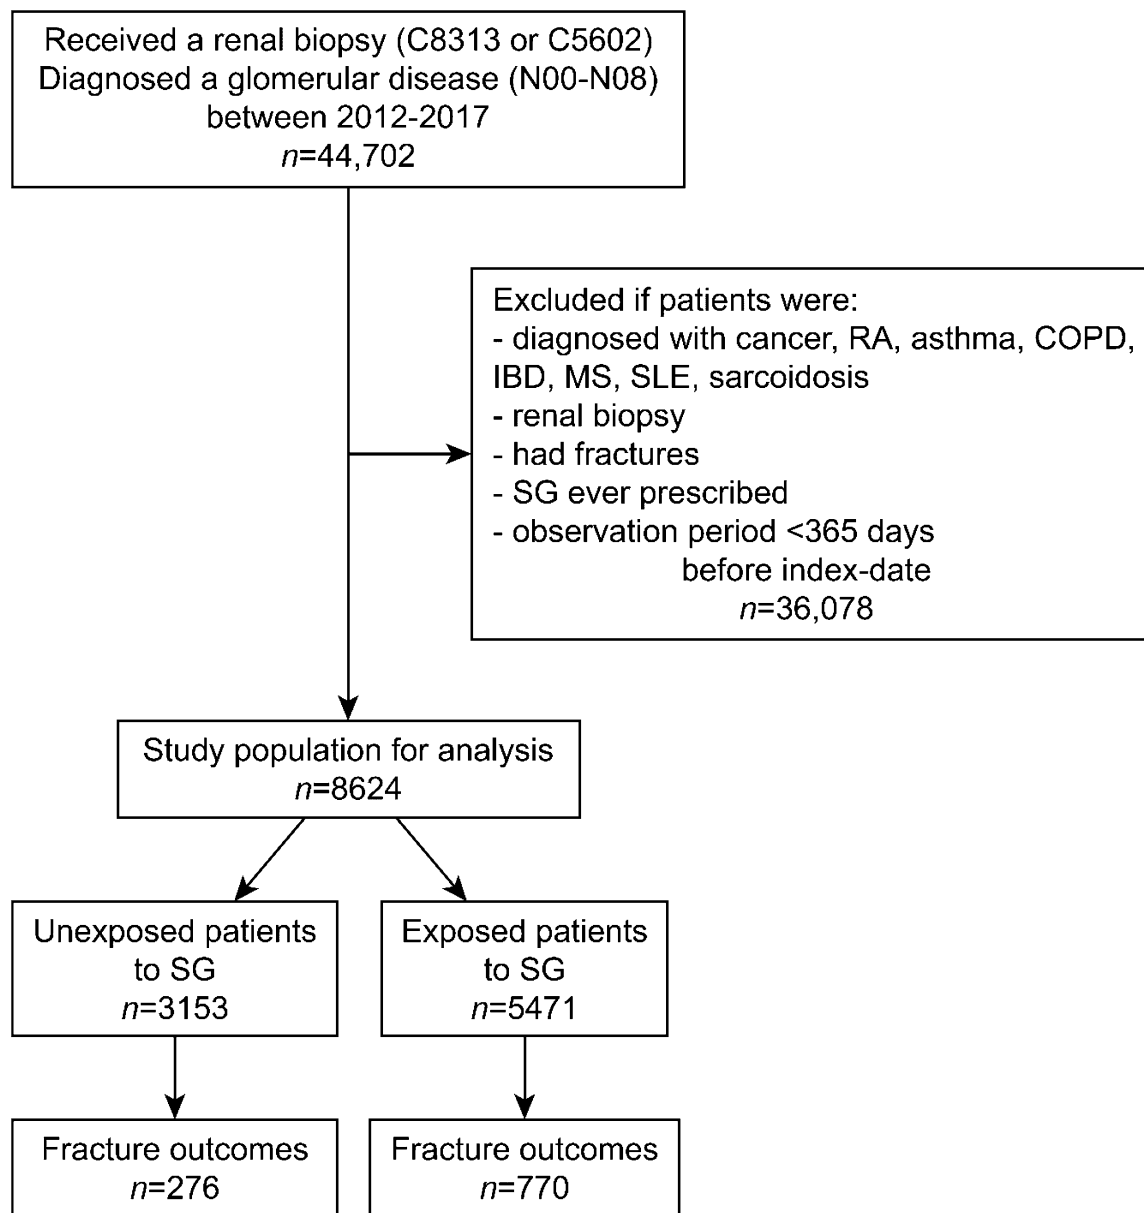 Received a renal biopsy (C8313 or C5602)
Diagnosed a glomerular disease (N00-N08)
between 2012-2017
n=44,702
Excluded if patients were:
- diagnosed with cancer, RA, asthma, COPD,
IBD, MS, SLE, sarcoidosis
- renal biopsy
- had fractures
- SG ever prescribed
- observation period <365 days
before index-date
n=36,078
Study population for analysis
n=8624
Unexposed patients
to SG
n=3153
Exposed patients
to SG
n=5471
Fracture outcomes
n=276
Fracture outcomes
n=770